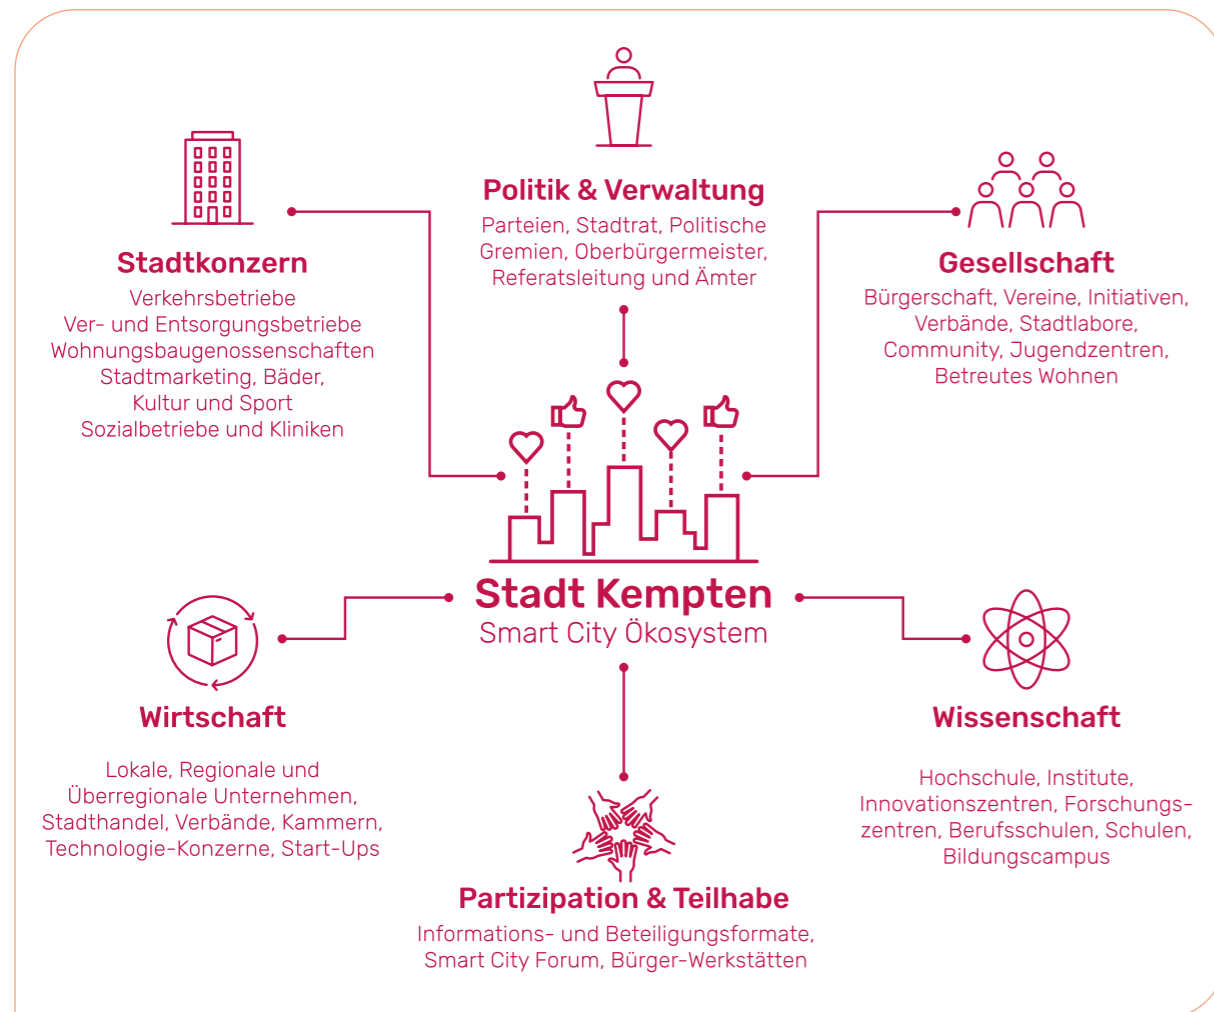 Politik & Verwaltung
Parteien, Stadtrat, Politische
Gremien, Oberbürgermeister,
Referatsleitung und Ämter
Stadtkonzern
Verkehrsbetriebe
Ver- und Entsorgungsbetriebe
Wohnungsbaugenossenschaften
Stadtmarketing, Bäder,
Kultur und Sport
Sozialbetriebe und Kliniken
Gesellschaft
Bürgerschaft, Vereine, Initiativen,
Verbände, Stadtlabore,
Community, Jugendzentren,
Betreutes Wohnen
Stadt Kempten
Smart City Ökosystem
Wirtschaft
Lokale, Regionale und
Überregionale Unternehmen,
Stadthandel, Verbände, Kammern,
Technologie-Konzerne, Start-Ups
Wissenschaft
Hochschule, Institute,
Innovationszentren, Forschungs-
zentren, Berufsschulen, Schulen,
Bildungscampus
Partizipation & Teilhabe
Informations- und Beteiligungsformate,
Smart City Forum, Bürger-Werkstätten